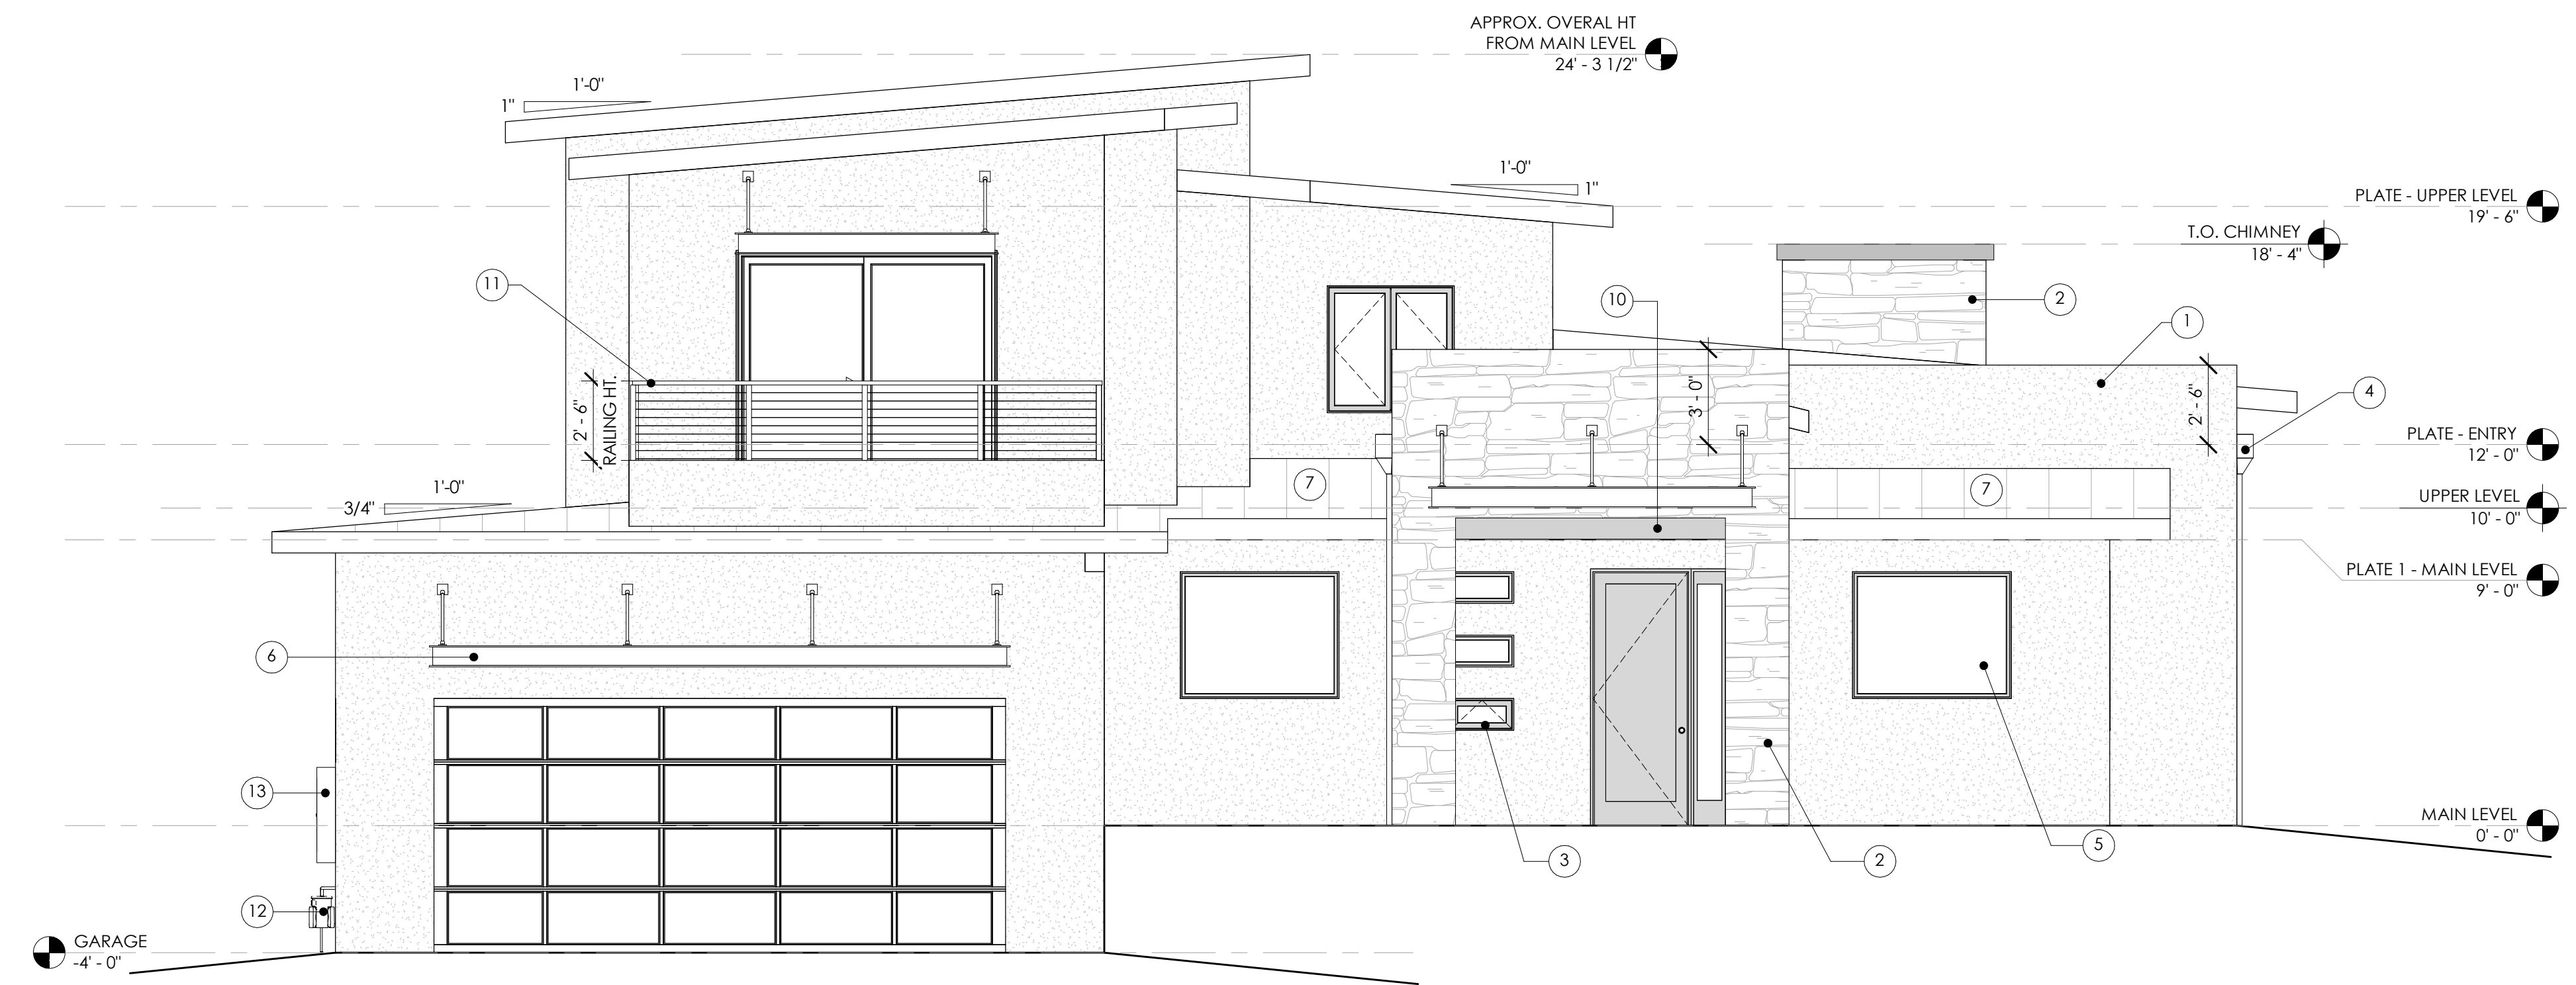 APPROX. OVERAL HT
FROM MAIN LEVEL
24' - 3 1/2"
1'-0"
1"
1'-0"
1"
PLATE - UPPER LEVEL
19' - 6"
T.O. CHIMNEY
18' - 4"
11
10
2
1
2' - 6"
RAILING HT.
3' - 0"
2' - 6"
4
PLATE - ENTRY
12' - 0"
1'-0"
3/4"
7
7
UPPER LEVEL
10' - 0"
PLATE 1 - MAIN LEVEL
9' - 0"
6
13
MAIN LEVEL
0' - 0"
3
2
5
12
GARAGE
-4' - 0"